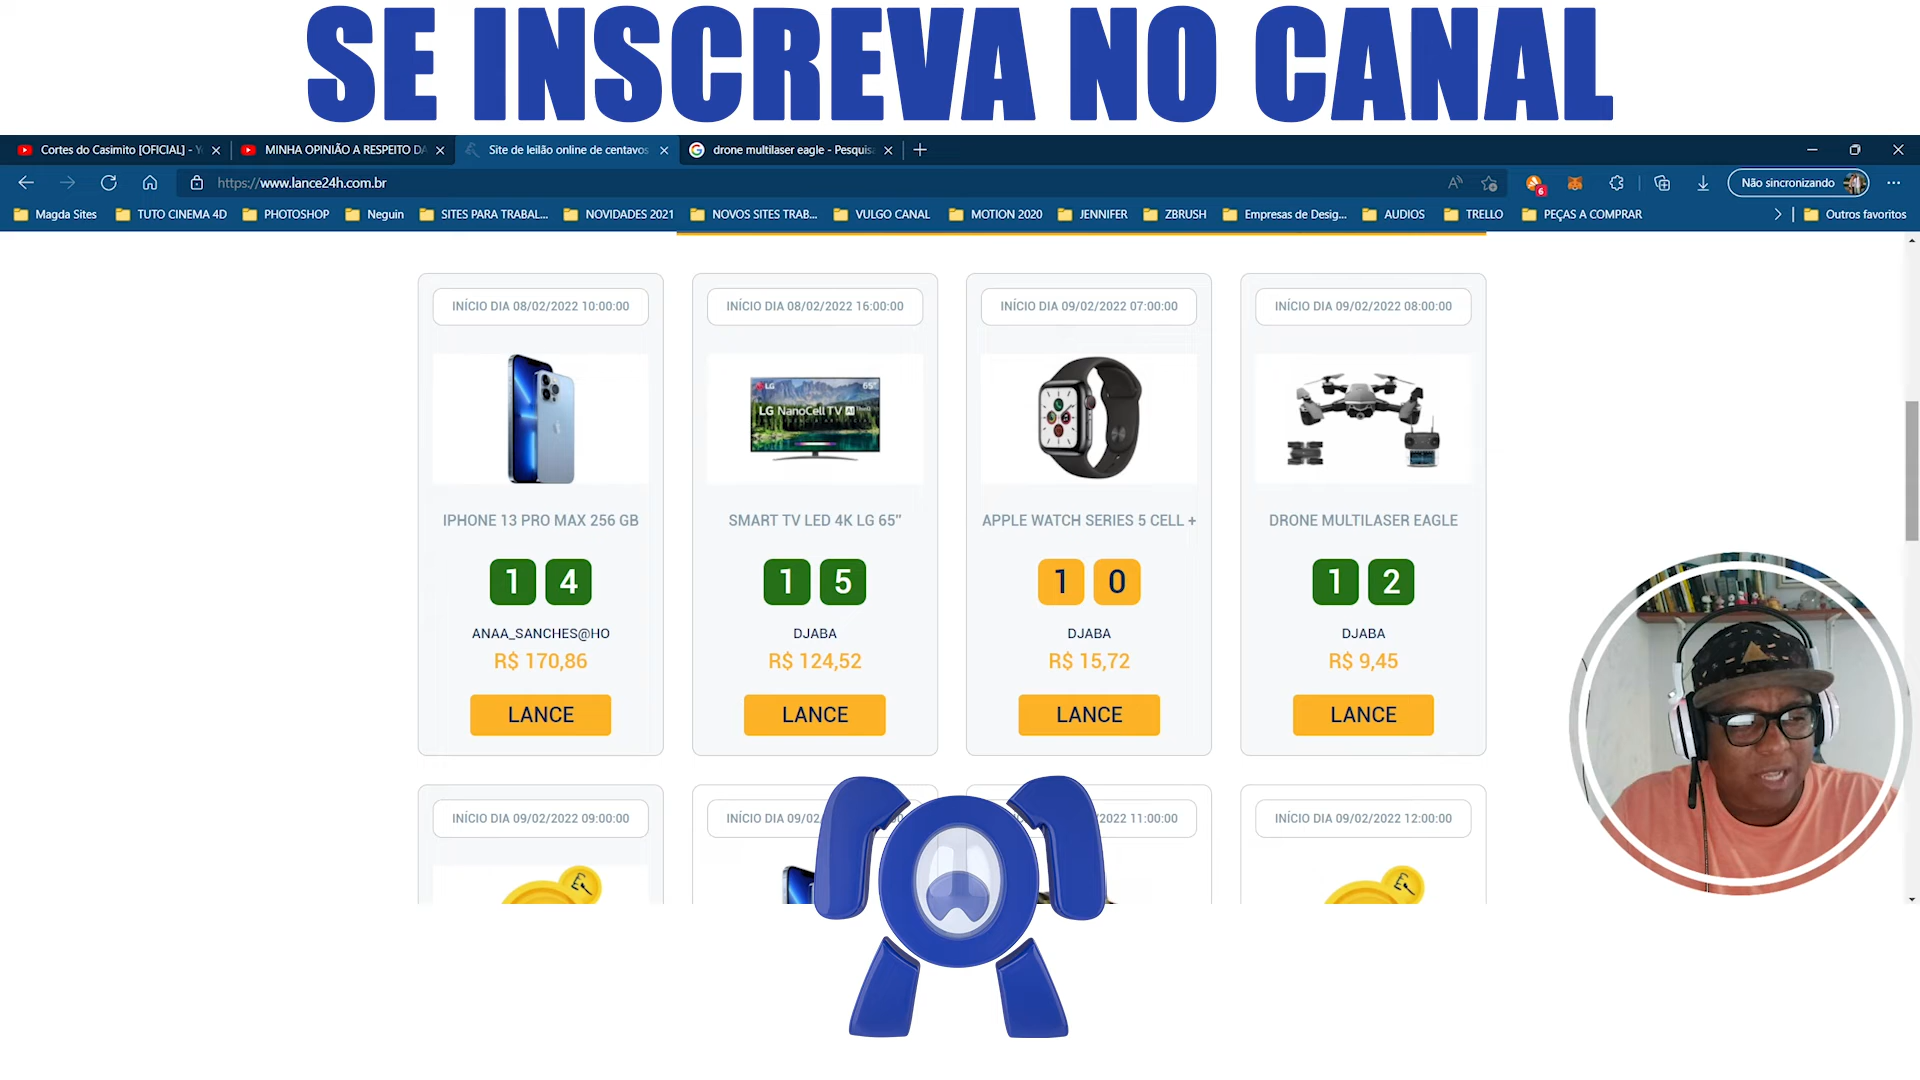 SE INSCREVA NO CANAL
Cortes do Casimito [OFICIAL] - Y
MINHA OPINIÃO A RESPEITO DA
Site de leilão online de centavos
drone multilaser eagle - Pesquis
https://www.lance24h.com.br
6
Não sincronizando
Magda Sites
TUTO CINEMA 4D
PHOTOSHOP
Neguin
SITES PARA TRABAL...
NOVIDADES 2021
NOVOS SITES TRAB...
VULGO CANAL
MOTION 2020
JENNIFER
ZBRUSH
Empresas de Desig...
AUDIOS
TRELLO
PEÇAS A COMPRAR
Outros favoritos
INÍCIO DIA 08/02/2022 10:00:00
IPHONE 13 PRO MAX 256 GB
1 4
ANAA_SANCHES@HO
R$ 170,86
LANCE
INÍCIO DIA 08/02/2022 16:00:00
LG 65"
LG NanoCell TV AI
SMART TV LED 4K LG 65"
1 5
DJABA
R$ 124,52
LANCE
INÍCIO DIA 09/02/2022 07:00:00
APPLE WATCH SERIES 5 CELL +
1 0
DJABA
R$ 15,72
LANCE
INÍCIO DIA 09/02/2022 08:00:00
DRONE MULTILASER EAGLE
1 2
DJABA
R$ 9,45
LANCE
INÍCIO DIA 09/02/2022 09:00:00
INÍCIO DIA 09/02/
2022 11:00:00
INÍCIO DIA 09/02/2022 12:00:00